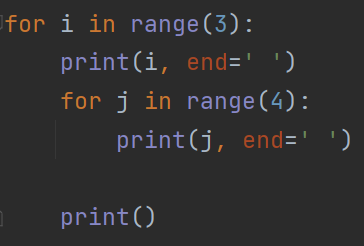 for i in range(3):
    print(i, end=' ')
    for j in range(4):
        print(j, end=' ')

    print()